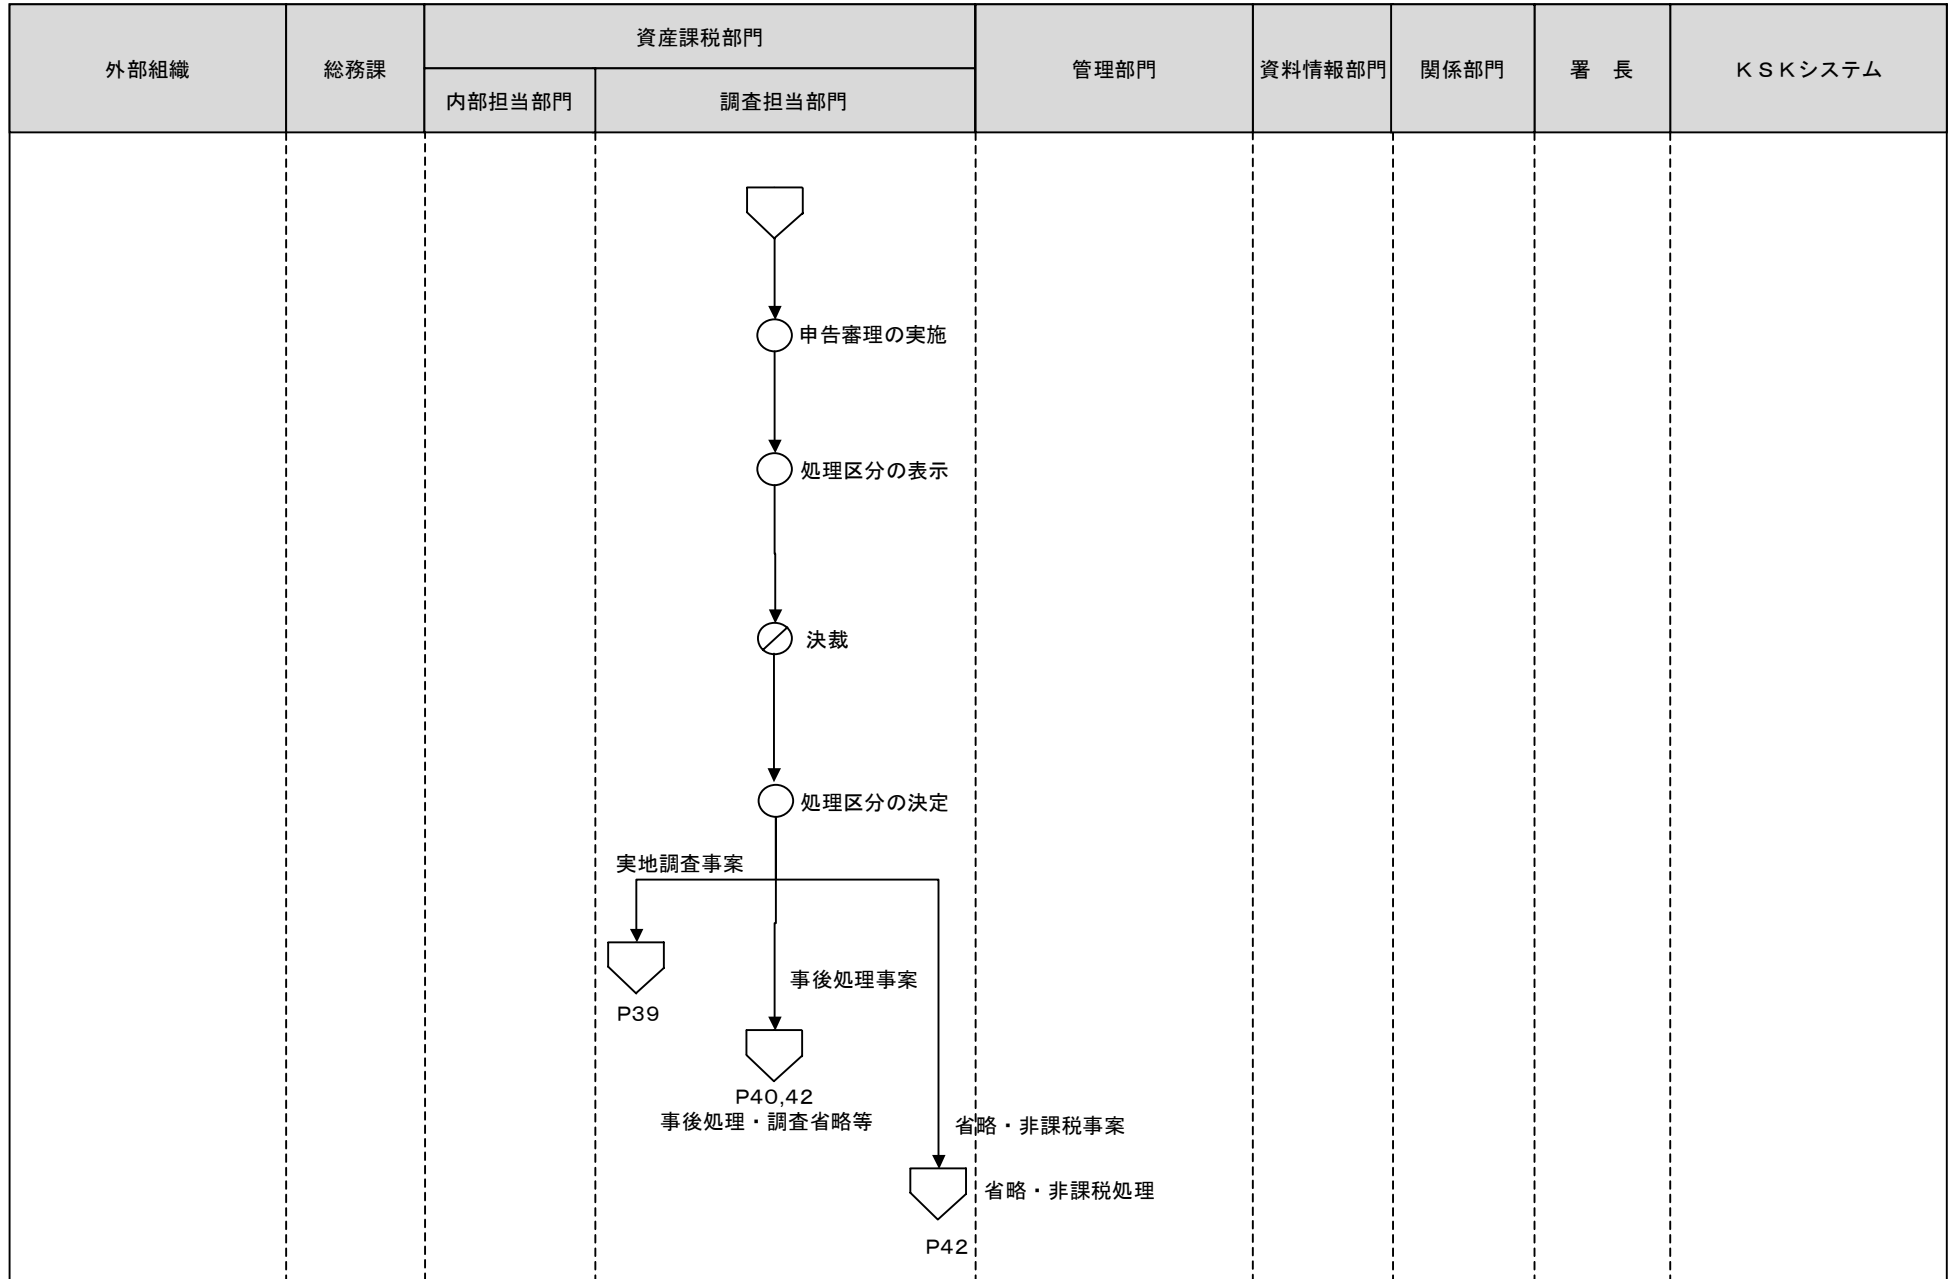 資産課税部門
外部組織
総務課
内部担当部門
調査担当部門
管理部門
資料情報部門
関係部門
署　長
ＫＳＫシステム
申告審理の実施
処理区分の表示
決裁
処理区分の決定
実地調査事案
事後処理事案
P39
P40,42
事後処理・調査省略等
省略・非課税事案
省略・非課税処理
P42